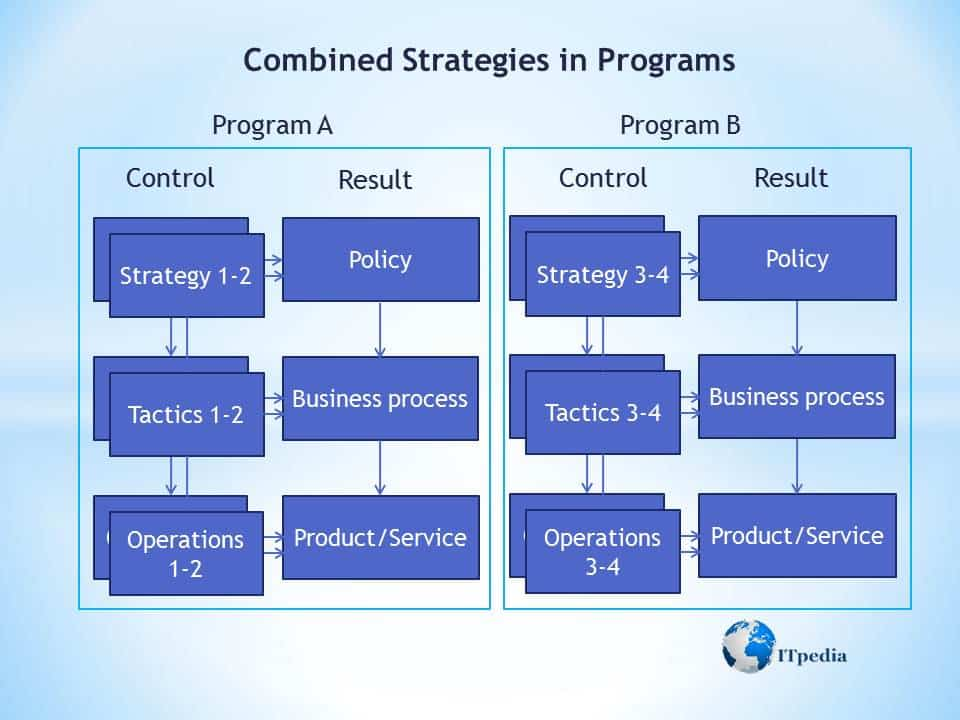 Combined Strategies in Programs
Program A
Program B
Control
Result
Strategy 1-2
Policy
Tactics 1-2
Business process
Operations
1-2
Product/Service
Control
Result
Strategy 3-4
Policy
Tactics 3-4
Business process
Operations
3-4
Product/Service
ITpedia